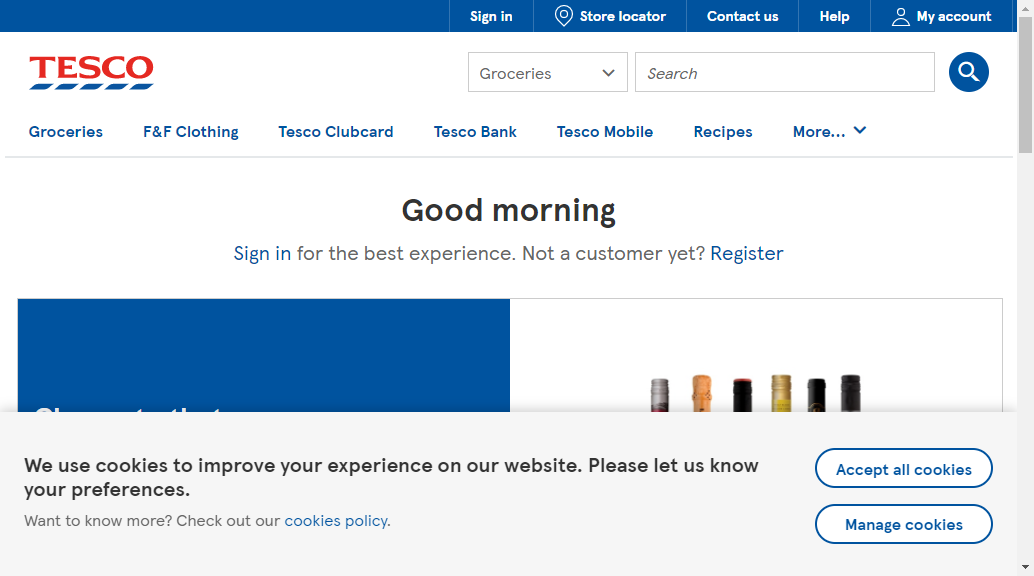 Sign in Store locator Contact us Help My account
TESCO
Groceries Search
Groceries F&F Clothing Tesco Clubcard Tesco Bank Tesco Mobile Recipes More...
Good morning
Sign in for the best experience. Not a customer yet? Register
We use cookies to improve your experience on our website. Please let us know
your preferences.
Want to know more? Check out our cookies policy.
Accept all cookies
Manage cookies